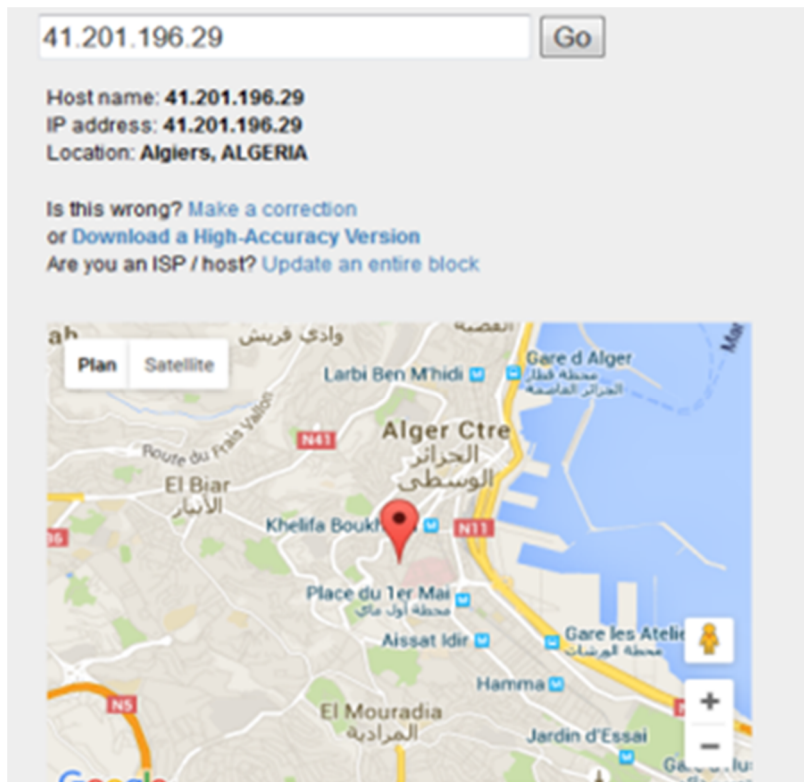 41.201.196.29 Go
Host name: 41.201.196.29
IP address: 41.201.196.29
Location: Algiers, ALGERIA
Is this wrong? Make a correction
or Download a High-Accuracy Version
Are you an ISP / host? Update an entire block
وادي قريش
Plan Satellite
Larbi Ben M'hidi
Gare d Alger
محطة قطار
الجزائر العاصمة
Route du Frais Vallon
N41
Alger Ctre
الجزائر
الوسطى
El Biar
الأبيار
Khelifa Boukh
N11
Place du 1er Mai
محطة أول ماي
Aissat Idir
Gare les Atelie
محطة الورشات
Hamma
N5
El Mouradia
المرادية
Jardin d'Essai
+
−
Google